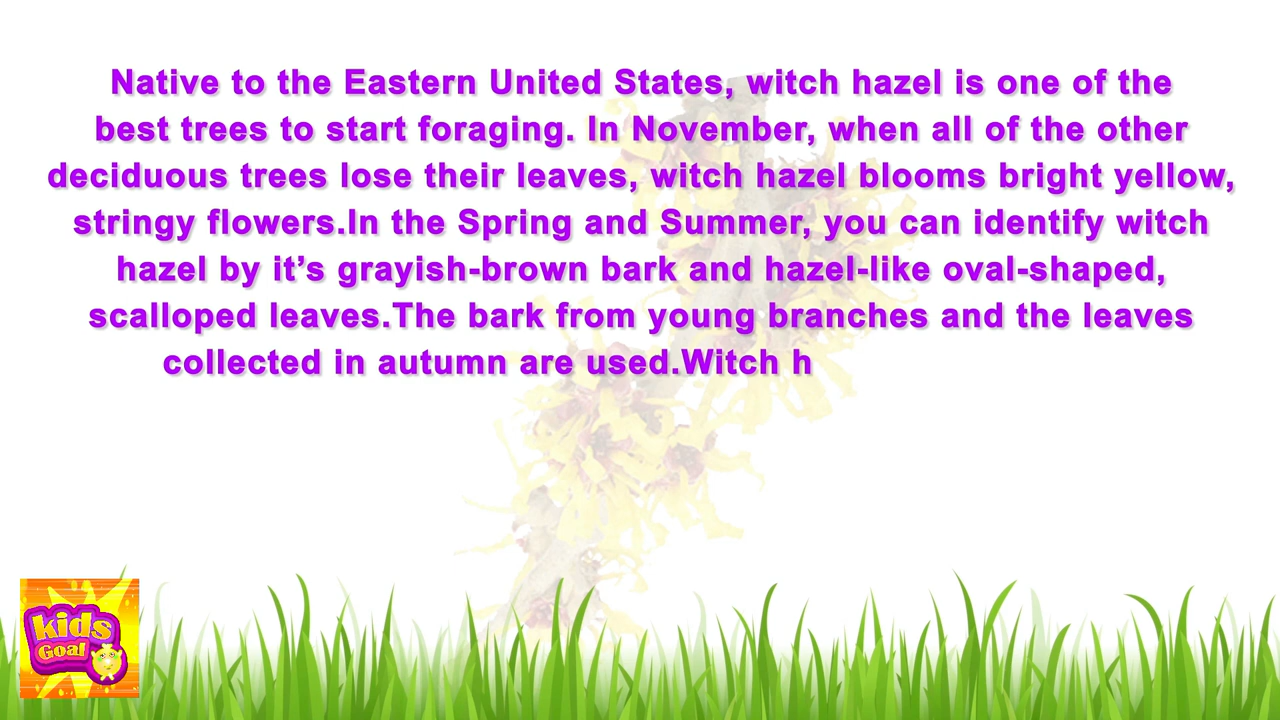 Native to the Eastern United States, witch hazel is one of the
best trees to start foraging. In November, when all of the other
deciduous trees lose their leaves, witch hazel blooms bright yellow,
stringy flowers.In the Spring and Summer, you can identify witch
hazel by it’s grayish-brown bark and hazel-like oval-shaped,
scalloped leaves.The bark from young branches and the leaves
collected in autumn are used.Witch h
kids
Goal